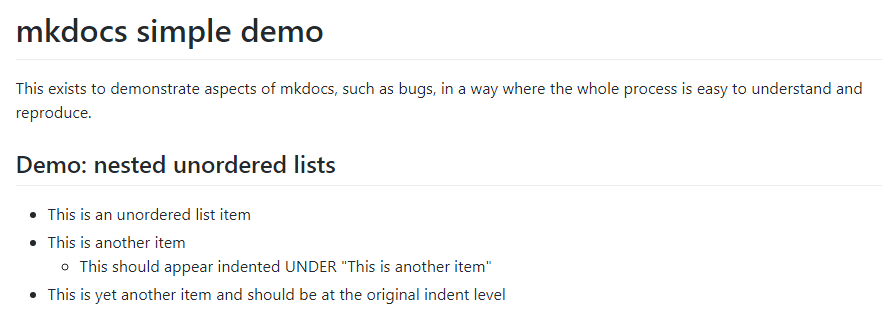 mkdocs simple demo
This exists to demonstrate aspects of mkdocs, such as bugs, in a way where the whole process is easy to understand and
reproduce.
Demo: nested unordered lists
This is an unordered list item
This is another item
This should appear indented UNDER "This is another item"
This is yet another item and should be at the original indent level